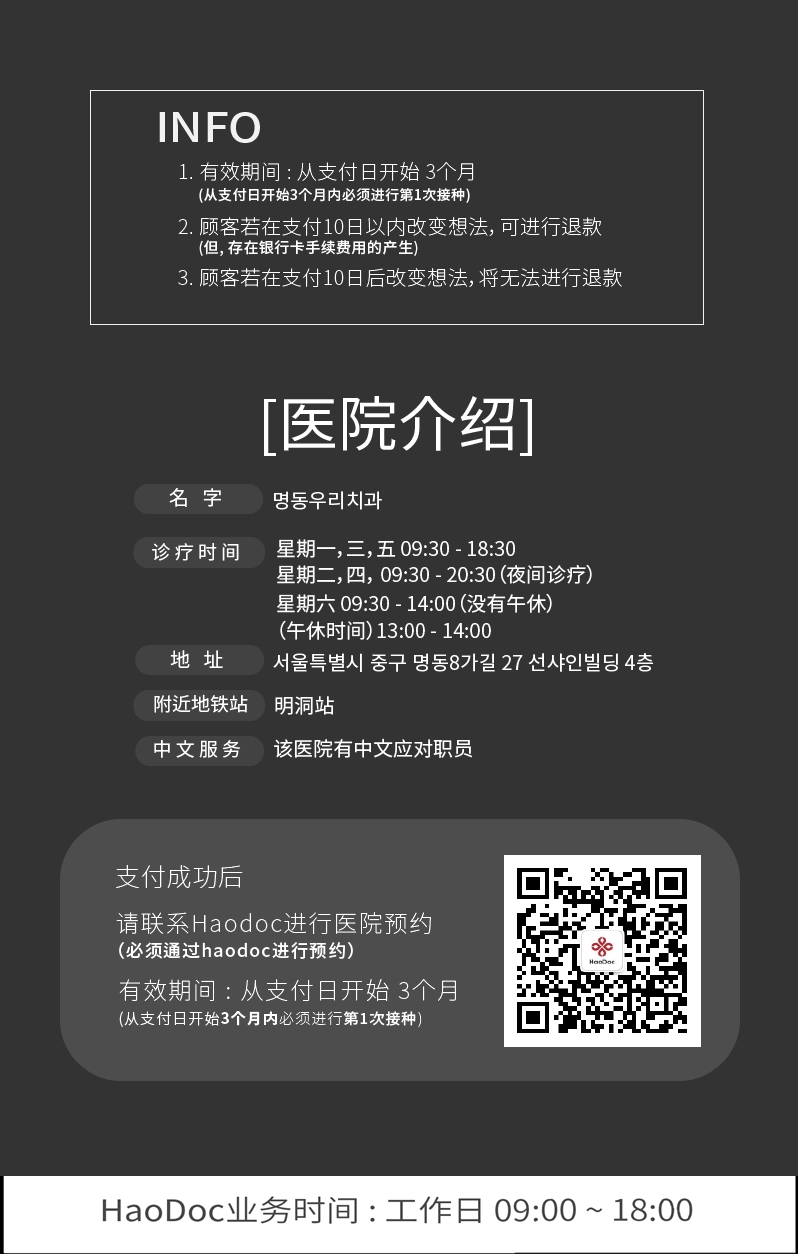 INFO
1. 有效期间 : 从支付日开始 3个月
(从支付日开始3个月内必须进行第1次接种)
2. 顾客若在支付10日以内改变想法, 可进行退款
(但, 存在银行卡手续费用的产生)
3. 顾客若在支付10日后改变想法, 将无法进行退款
[医院介绍]
名 字 명동우리치과
诊疗时间 星期一, 三, 五 09:30 - 18:30
星期二, 四, 09:30 - 20:30 (夜间诊疗)
星期六 09:30 - 14:00 (没有午休)
(午休时间) 13:00 - 14:00
地 址 서울특별시 중구 명동8가길 27 선샤인빌딩 4층
附近地铁站 明洞站
中文服务 该医院有中文应对职员
支付成功后
请联系Haodoc进行医院预约
(必须通过haodoc进行预约)
有效期间 : 从支付日开始 3个月
(从支付日开始3个月内必须进行第1次接种)
HaoDoc
HaoDoc业务时间 : 工作日 09:00 ~ 18:00